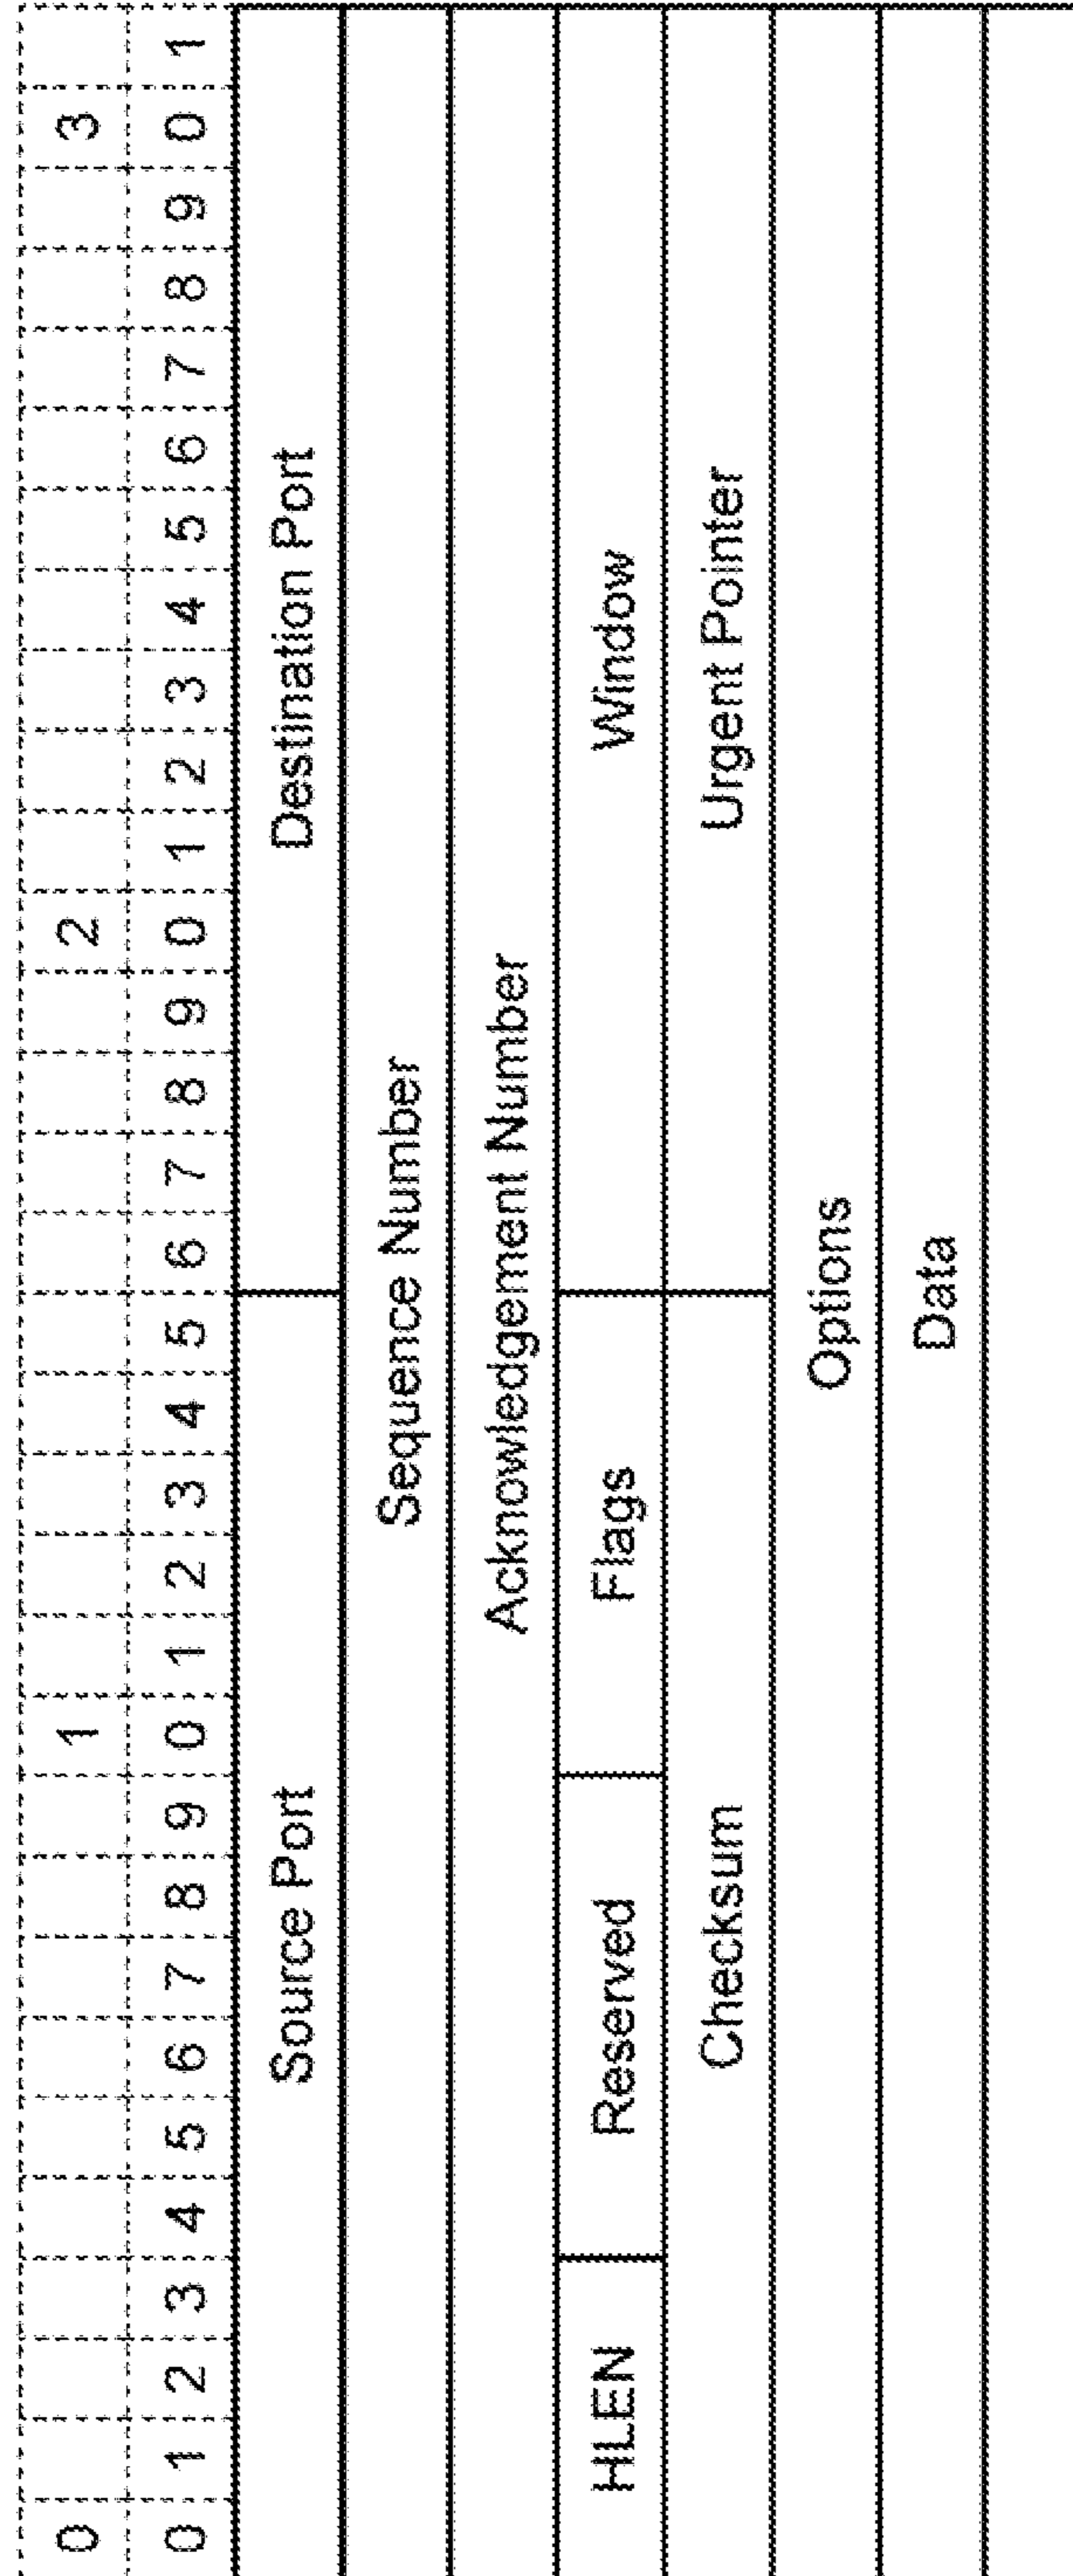 0 1 2 3
0 1 2 3 4 5 6 7 8 9 0 1 2 3 4 5 6 7 8 9 0 1 2 3 4 5 6 7 8 9 0 1
Source Port Destination Port
Sequence Number
Acknowledgement Number
HLEN Reserved Flags Window
Checksum Urgent Pointer
Options
Data